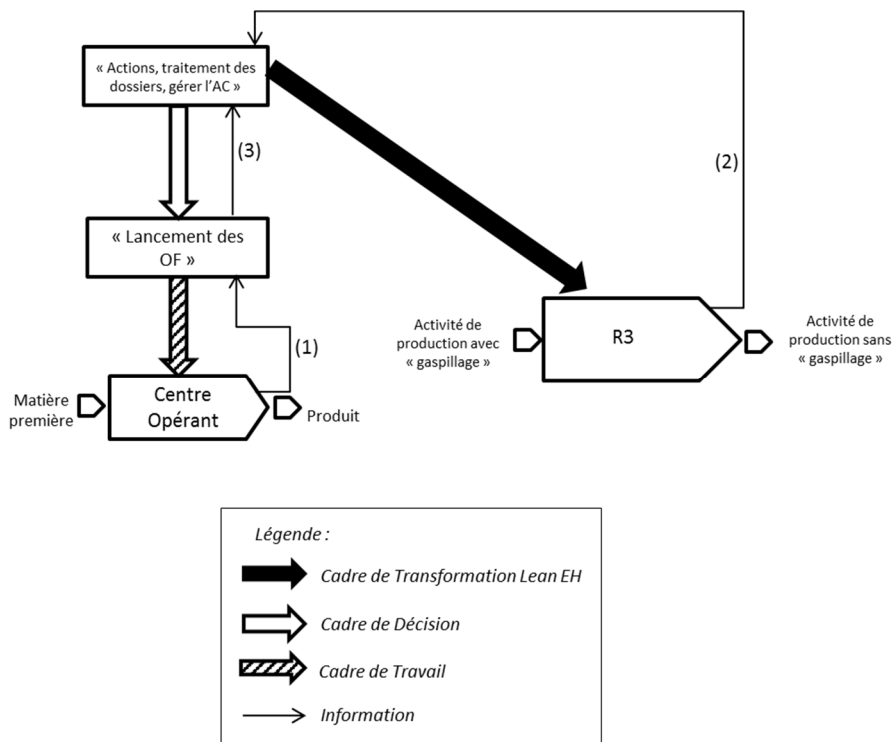 « Actions, traitement des
dossiers, gérer l’AC »
(2)
(3)
« Lancement des
OF »
Activité de
production avec
« gaspillage »
R3
Activité de
production sans
« gaspillage »
(1)
Matière
première
Centre
Opérant
Produit
Légende :
Cadre de Transformation Lean EH
Cadre de Décision
Cadre de Travail
Information